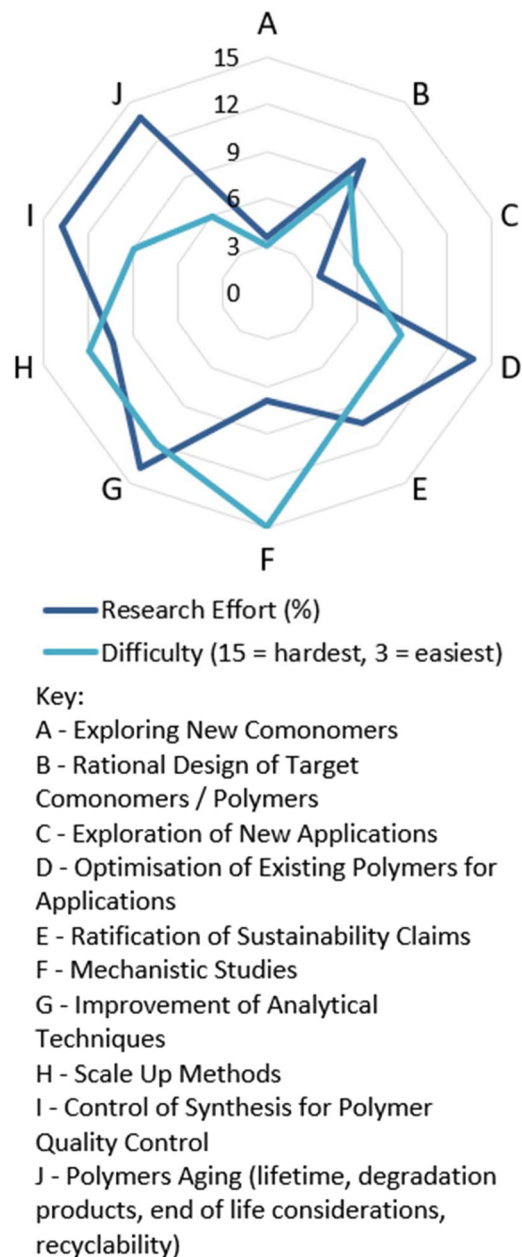 A
15
J
B
12
9
6
I
C
3
0
H
D
G
E
F
Research Effort (%)
Difficulty (15 = hardest, 3 = easiest)
Key:
A - Exploring New Comonomers
B - Rational Design of Target
Comonomers / Polymers
C - Exploration of New Applications
D - Optimisation of Existing Polymers for
Applications
E - Ratification of Sustainability Claims
F - Mechanistic Studies
G - Improvement of Analytical
Techniques
H - Scale Up Methods
I - Control of Synthesis for Polymer
Quality Control
J - Polymers Aging (lifetime, degradation
products, end of life considerations,
recyclability)